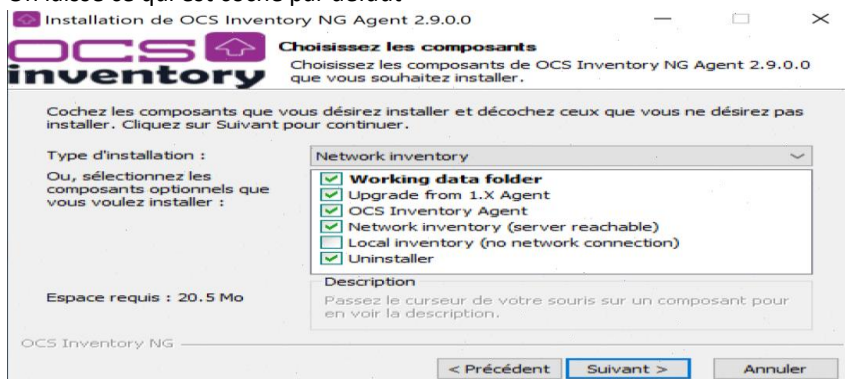 On laisse ce qui est coché par défaut
Installation de OCS Inventory NG Agent 2.9.0.0
OCS
inventory
Choisissez les composants
Choisissez les composants de OCS Inventory NG Agent 2.9.0.0
que vous souhaitez installer.
Cochez les composants que vous désirez installer et décochez ceux que vous ne désirez pas
installer. Cliquez sur Suivant pour continuer.
Type d'installation :
Network inventory
Ou, sélectionnez les
composants optionnels que
vous voulez installer :
Working data folder
Upgrade from 1.X Agent
OCS Inventory Agent
Network inventory (server reachable)
Local inventory (no network connection)
Uninstaller
Espace requis : 20.5 Mo
Description
Passez le curseur de votre souris sur un composant pour
en voir la description.
OCS Inventory NG
< Précédent
Suivant >
Annuler